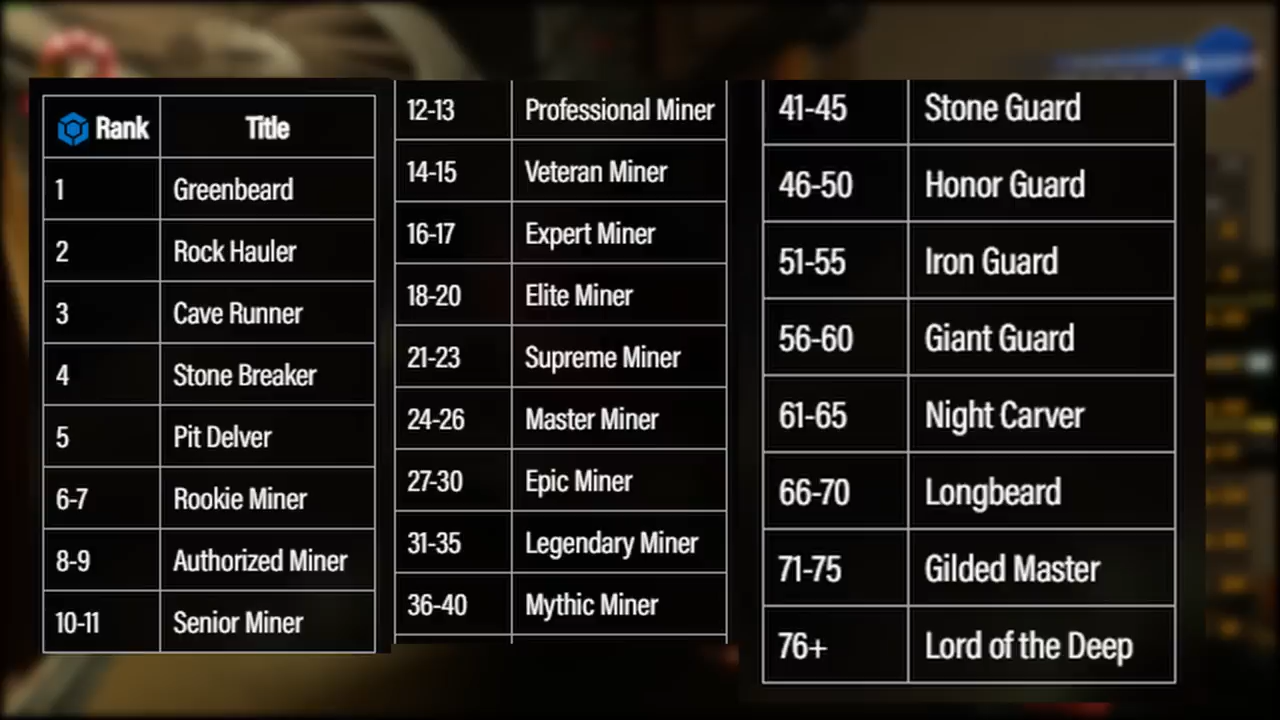 Rank Title
1 Greenbeard
2 Rock Hauler
3 Cave Runner
4 Stone Breaker
5 Pit Delver
6-7 Rookie Miner
8-9 Authorized Miner
10-11 Senior Miner
12-13 Professional Miner
14-15 Veteran Miner
16-17 Expert Miner
18-20 Elite Miner
21-23 Supreme Miner
24-26 Master Miner
27-30 Epic Miner
31-35 Legendary Miner
36-40 Mythic Miner
41-45 Stone Guard
46-50 Honor Guard
51-55 Iron Guard
56-60 Giant Guard
61-65 Night Carver
66-70 Longbeard
71-75 Gilded Master
76+ Lord of the Deep